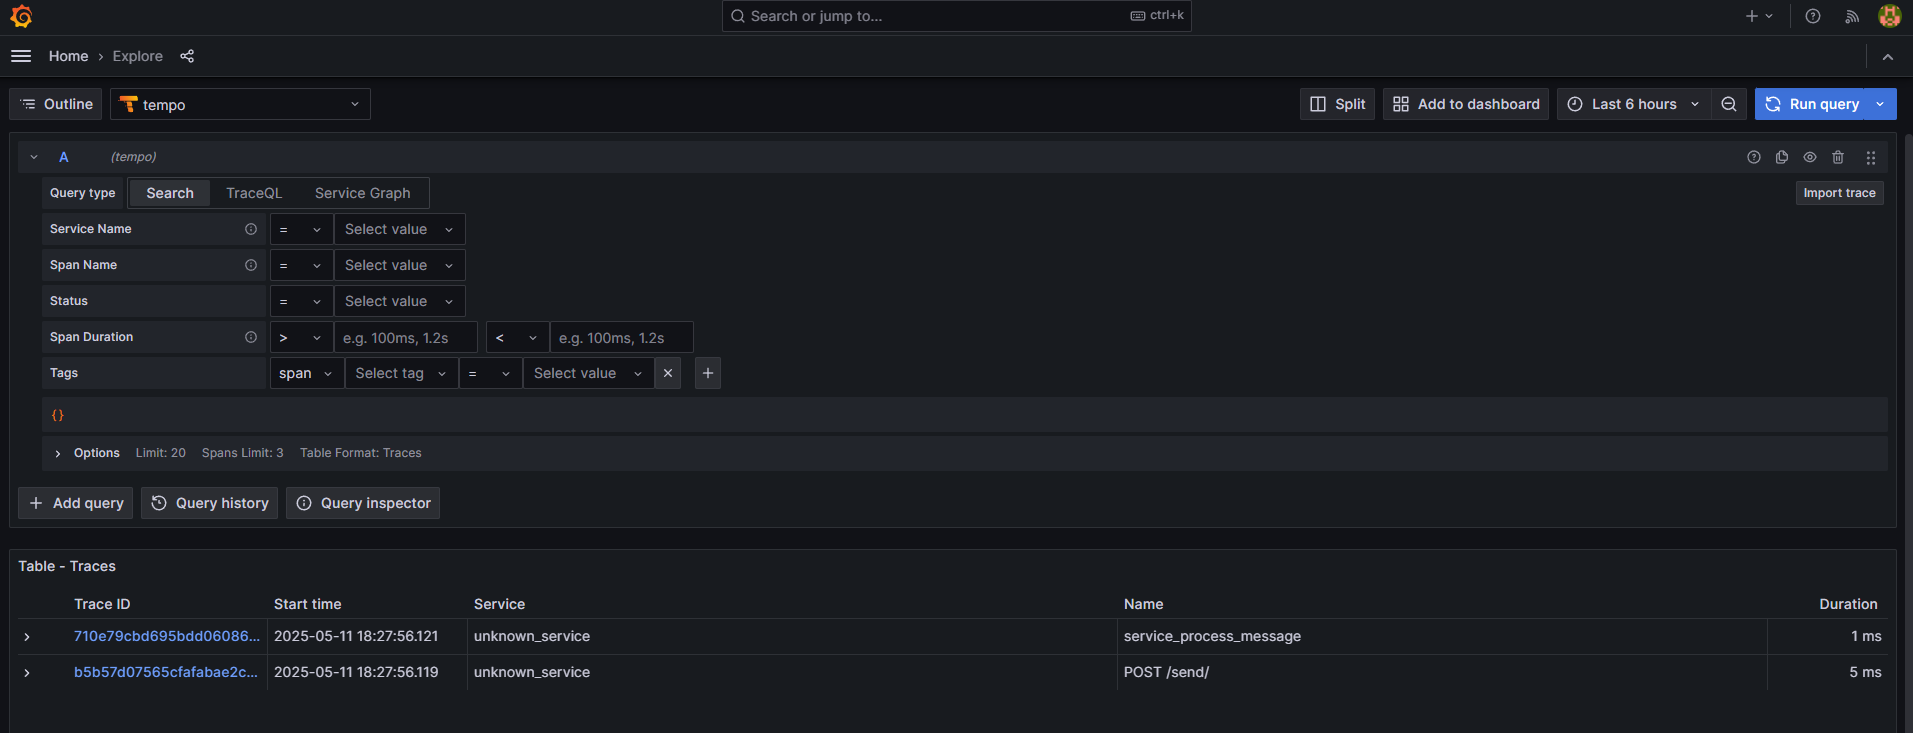 Search or jump to... ctrl+k
Home › Explore
Outline tempo Split Add to dashboard Last 6 hours Run query
A (tempo)
Query type Search TraceQL Service Graph Import trace
Service Name = Select value
Span Name = Select value
Status = Select value
Span Duration > e.g. 100ms, 1.2s < e.g. 100ms, 1.2s
Tags span Select tag = Select value
{}
Options Limit: 20 Spans Limit: 3 Table Format: Traces
Add query Query history Query inspector
Table - Traces
Trace ID Start time Service Name Duration
710e79cbd695bdd06086... 2025-05-11 18:27:56.121 unknown_service service_process_message 1 ms
b5b57d07565cfafabae2c... 2025-05-11 18:27:56.119 unknown_service POST /send/ 5 ms